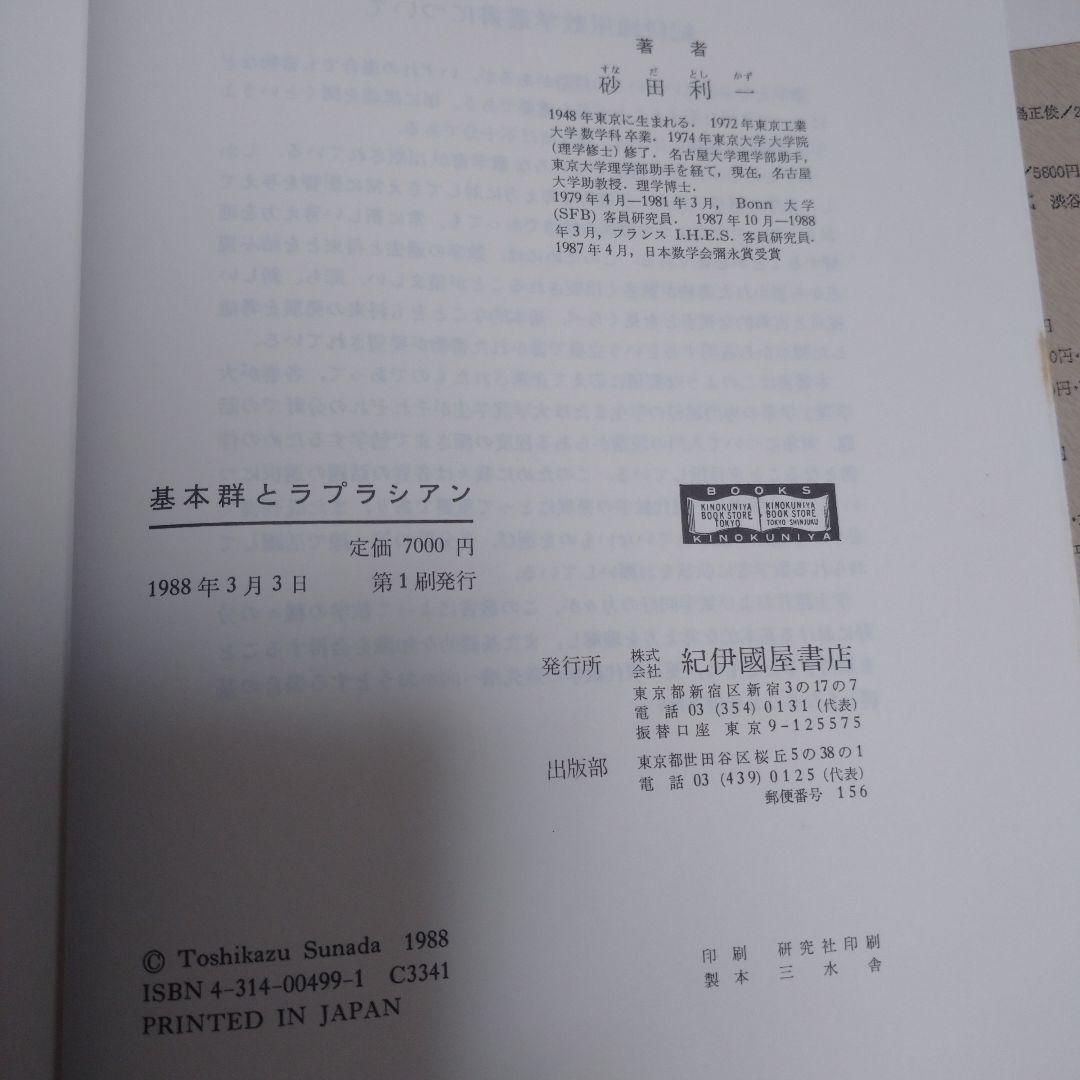 著者
すな だ とし かず
砂田利一
1948年東京に生まれる. 1972年東京工業
大学数学科卒業. 1974年東京大学大学院
(理学修士) 修了. 名古屋大学理学部助手,
東京大学理学部助手を経て, 現在, 名古屋
大学助教授. 理学博士.
1979年4月—1981年3月, Bonn 大学
(SFB) 客員研究員. 1987年10月—1988
年3月, フランス I.H.E.S. 客員研究員.
1987年4月, 日本数学会彌永賞受賞
基本群とラプラシアン
定価 7000 円
1988年3月3日 第1刷発行
BOOKS
KINOKUNIYA BOOK STORE TOKYO
KINOKUNIYA BOOK STORE TOKYO SHINJUKU
KINOKUNIYA
発行所 株式会社 紀伊國屋書店
東京都新宿区新宿3の17の7
電話 03 (354) 0131 (代表)
振替口座 東京 9-125575
出版部 東京都世田谷区桜丘5の38の1
電話 03 (439) 0125 (代表)
郵便番号 156
© Toshikazu Sunada 1988
ISBN 4-314-00499-1 C3341
PRINTED IN JAPAN
印刷 研究社印刷
製本 三水舎
島正俊/2
/5800円
渋谷
円
0円・
円・